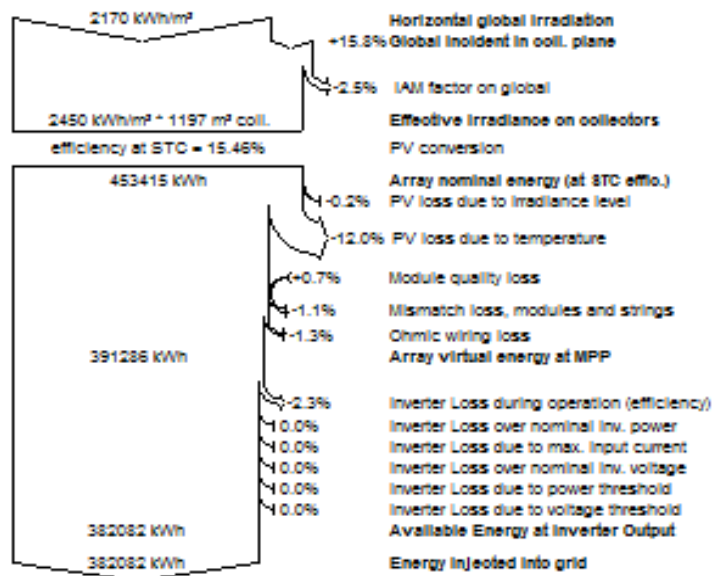 2170 kWh/m² Horizontal global irradiation
+15.8% Global incident in coll. plane
-2.5% IAM factor on global
2450 kWh/m² * 1197 m² coll. Effective irradiance on collectors
efficiency at STC = 15.46% PV conversion
453415 kWh Array nominal energy (at STC effic.)
-0.2% PV loss due to irradiance level
-12.0% PV loss due to temperature
+0.7% Module quality loss
-1.1% Mismatch loss, modules and strings
-1.3% Ohmic wiring loss
391286 kWh Array virtual energy at MPP
-2.3% Inverter Loss during operation (efficiency)
0.0% Inverter Loss over nominal inv. power
0.0% Inverter Loss due to max. input current
0.0% Inverter Loss over nominal inv. voltage
0.0% Inverter Loss due to power threshold
0.0% Inverter Loss due to voltage threshold
382082 kWh Available Energy at Inverter Output
382082 kWh Energy injected into grid